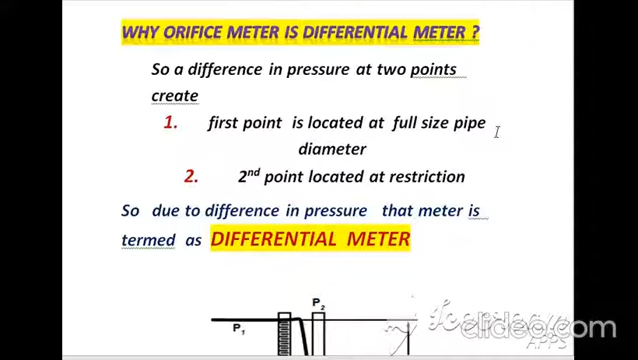 WHY ORIFICE METER IS DIFFERENTIAL METER ?
So a difference in pressure at two points
create
1. first point is located at full size pipe
diameter
2. 2nd point located at restriction
So due to difference in pressure that meter is
termed as DIFFERENTIAL METER
P2
P1
clideo.com
APPS